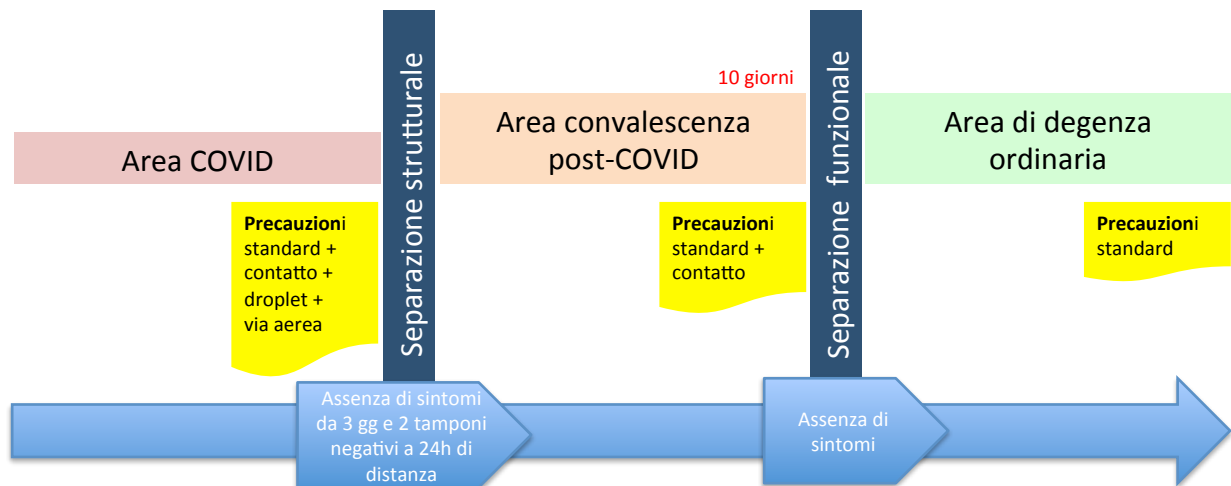 Area COVID
Separazione strutturale
10 giorni
Area convalescenza
post-COVID
Separazione funzionale
Area di degenza
ordinaria
Precauzioni
standard +
contatto +
droplet +
via aerea
Precauzioni
standard +
contatto
Precauzioni
standard
Assenza di sintomi
da 3 gg e 2 tamponi
negativi a 24h di
distanza
Assenza di
sintomi